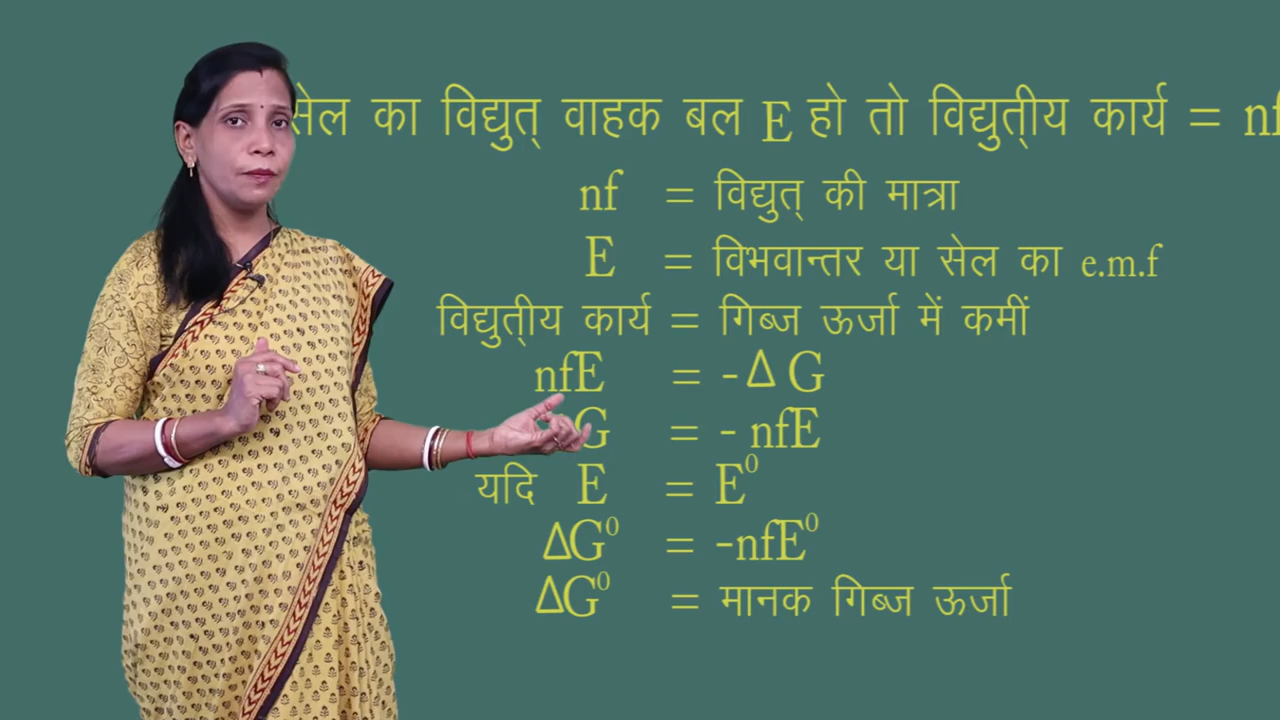 सेल का विद्युत् वाहक बल E हो तो विद्युत्तीय कार्य = nf
nf = विद्युत् की मात्रा
E = विभवान्तर या सेल का e.m.f
विद्युत्तीय कार्य = गिब्ज ऊर्जा में कमीं
nfE = -Δ G
G = - nfE
यदि E = E⁰
ΔG⁰ = -nfE⁰
ΔG⁰ = मानक गिब्ज ऊर्जा